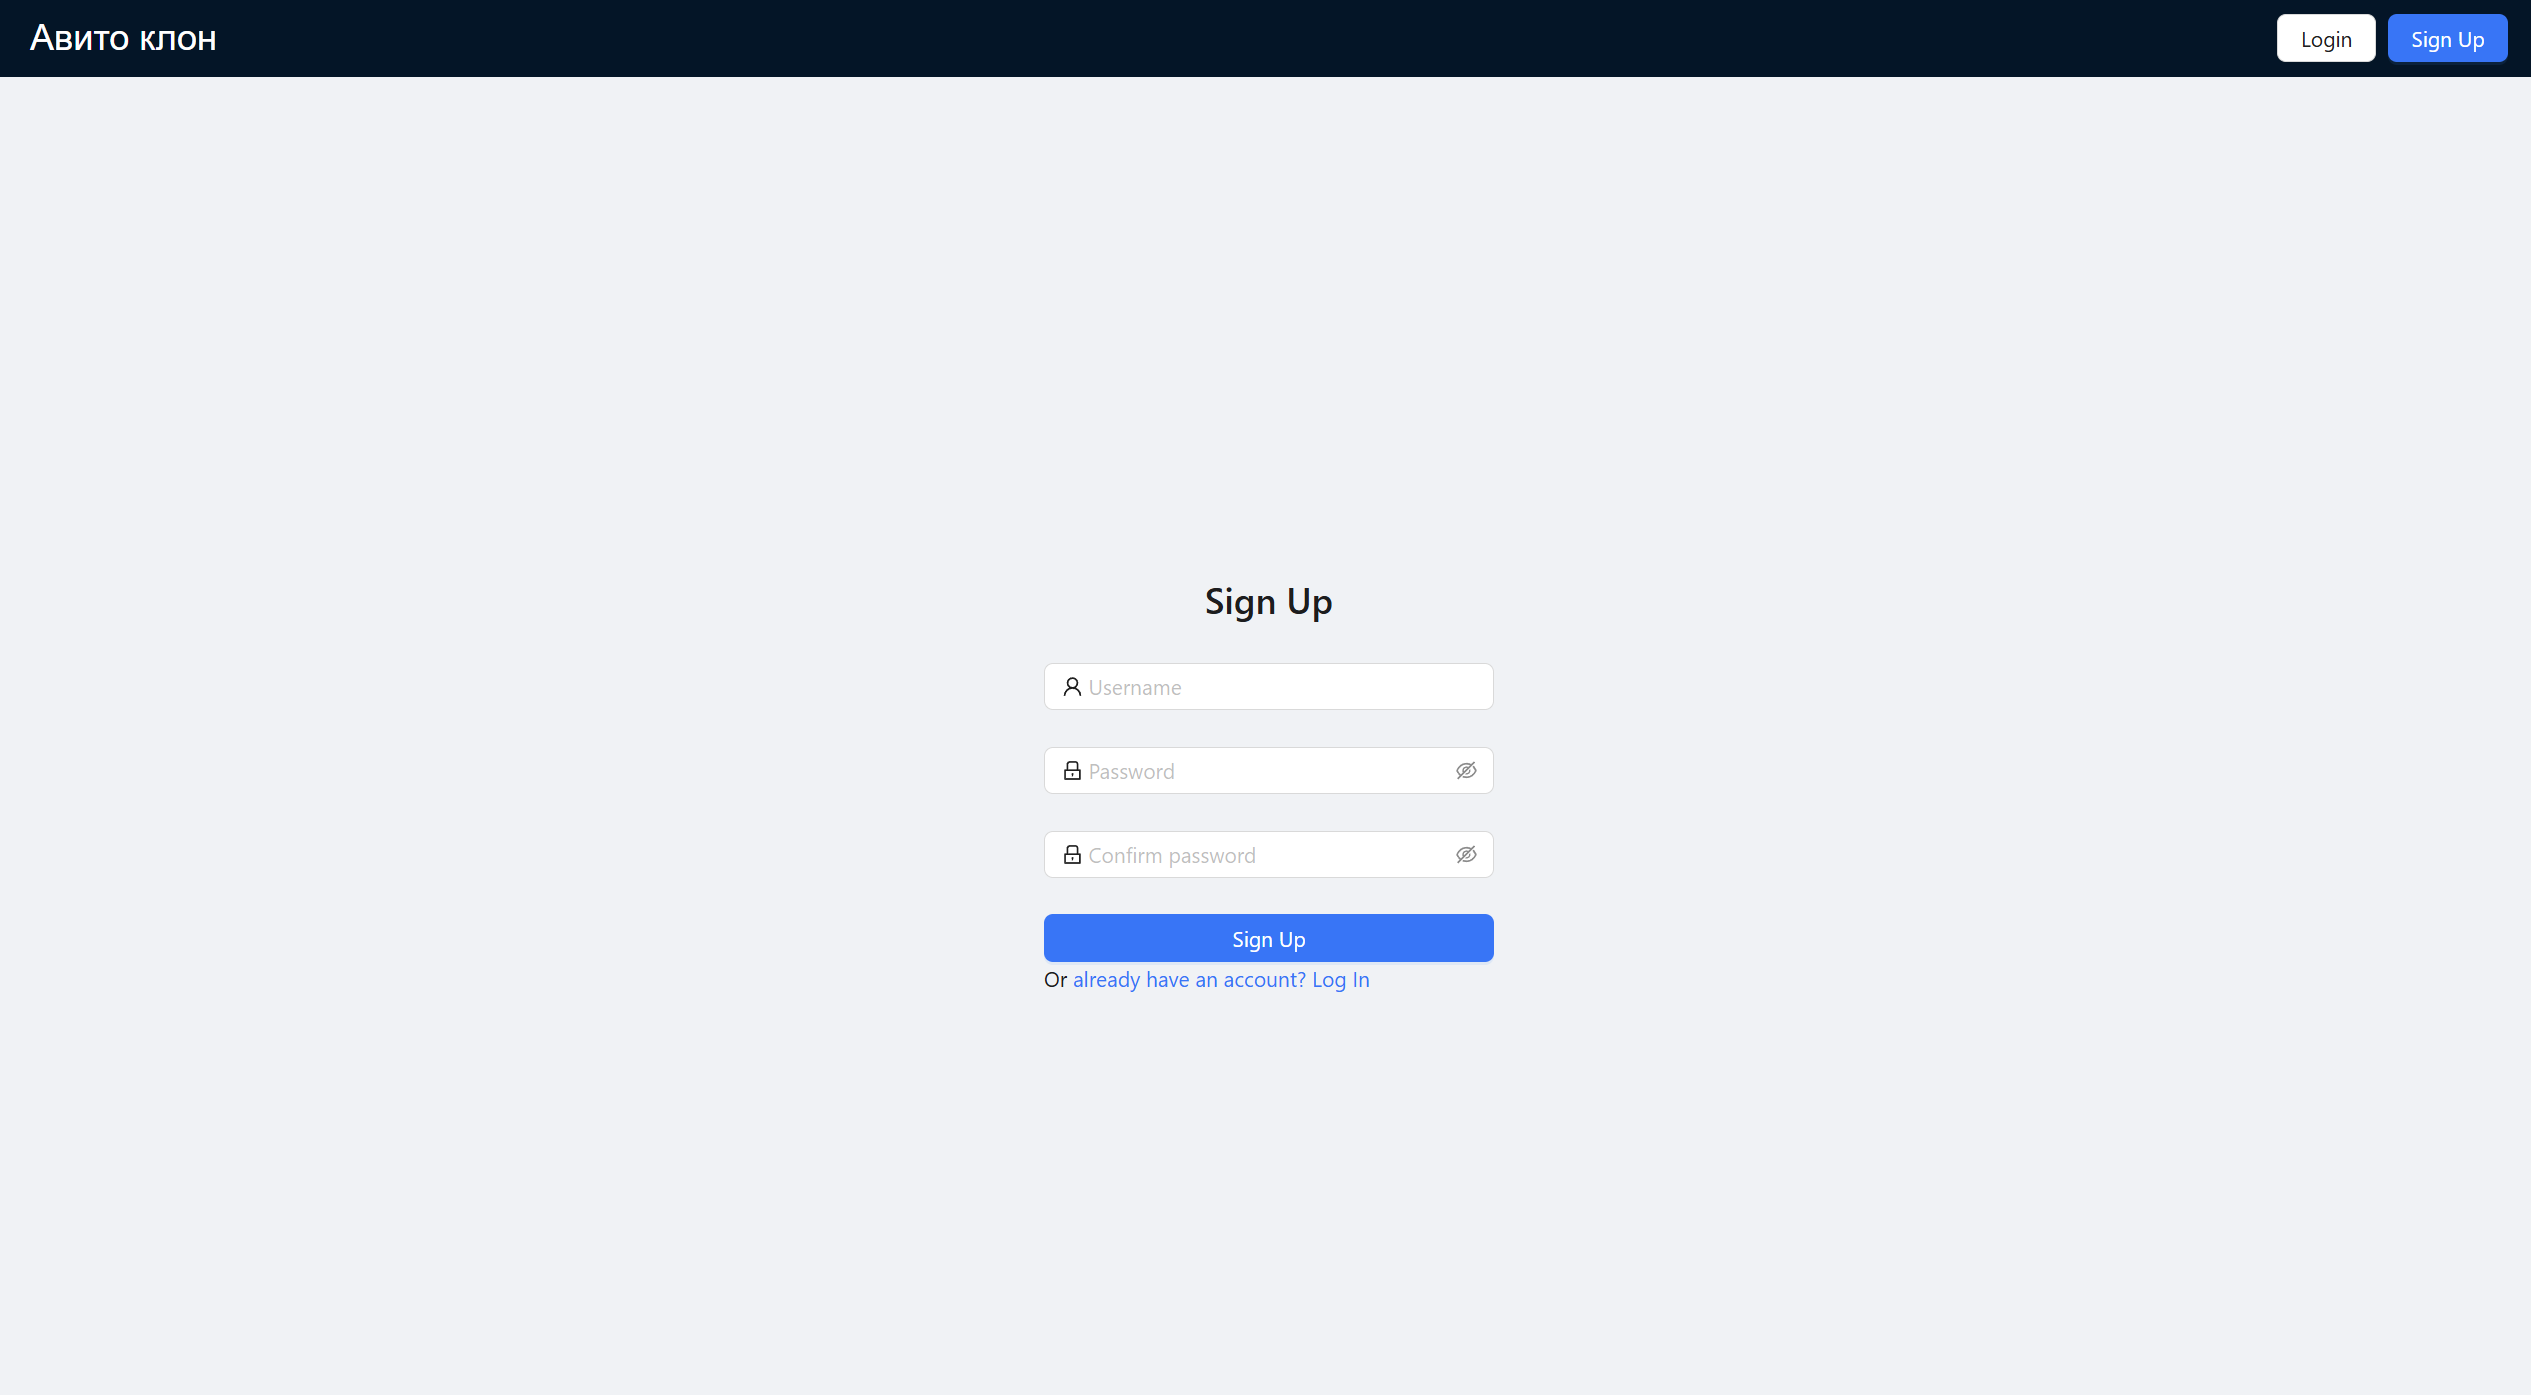 Авито клон
Login
Sign Up
Sign Up
Username
Password
Confirm password
Sign Up
Or already have an account? Log In